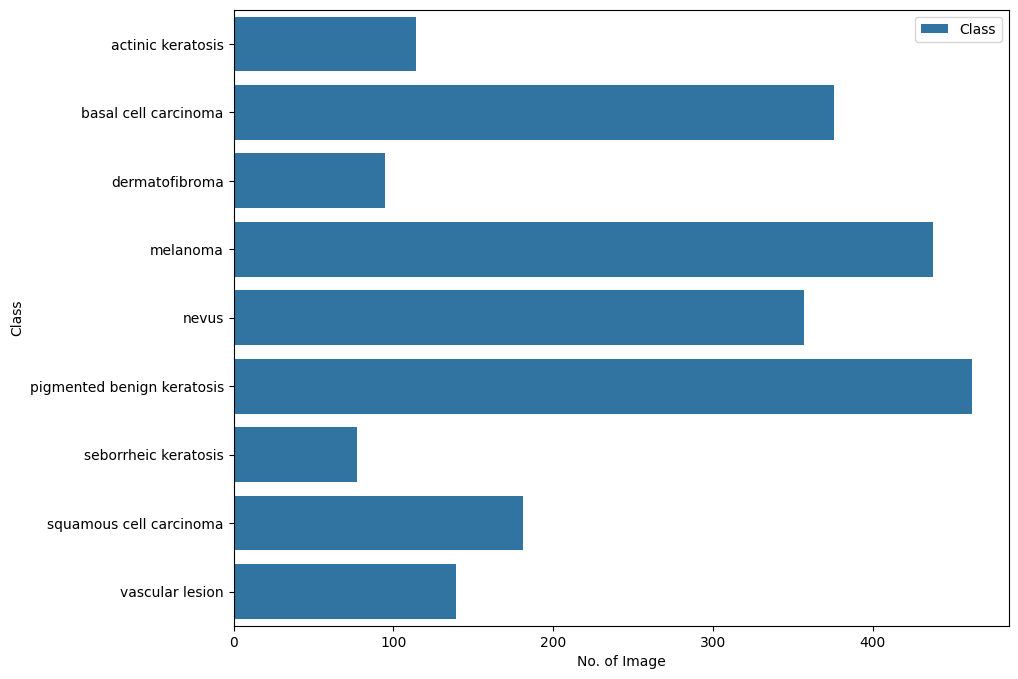 Class
actinic keratosis
basal cell carcinoma
dermatofibroma
melanoma
nevus
pigmented benign keratosis
seborrheic keratosis
squamous cell carcinoma
vascular lesion
Class
0 100 200 300 400
No. of Image